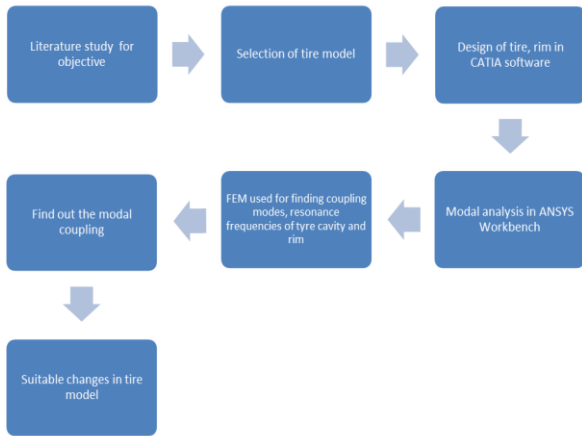 Literature study for
objective
Selection of tire model
Design of tire, rim in
CATIA software
Modal analysis in ANSYS
Workbench
FEM used for finding coupling
modes, resonance
frequencies of tyre cavity and
rim
Find out the modal
coupling
Suitable changes in tire
model